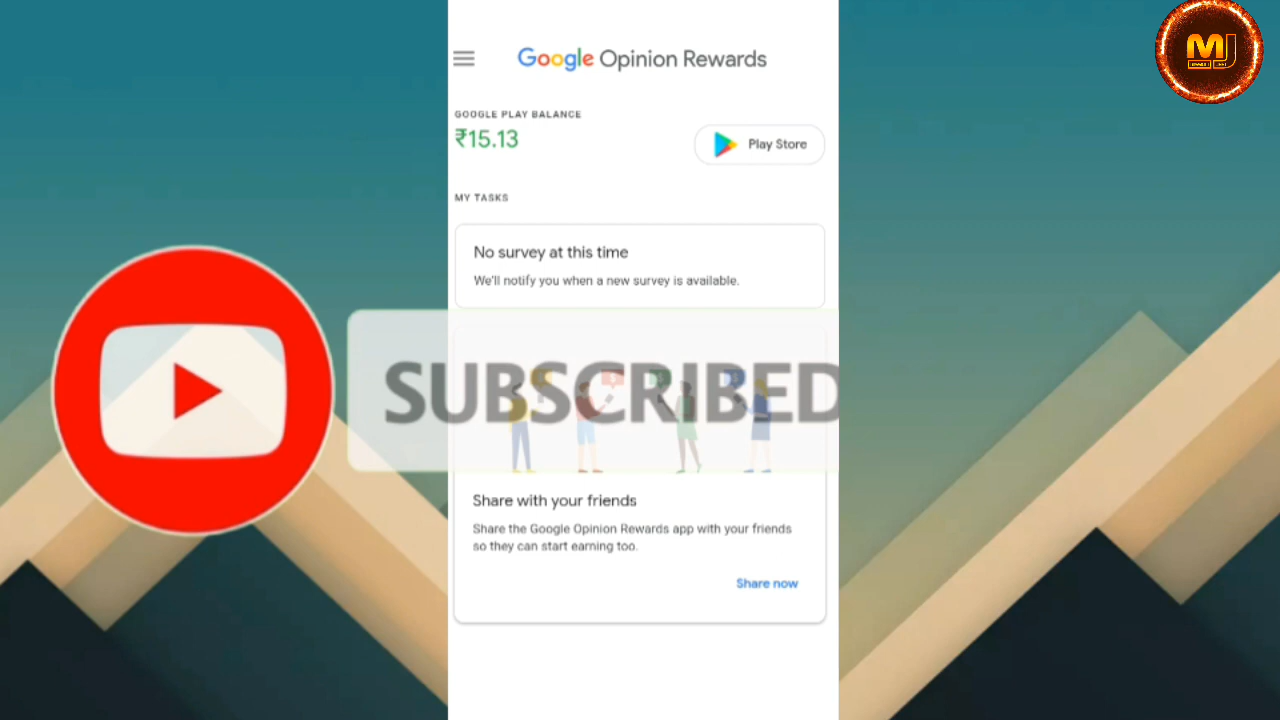 MJ
Google Opinion Rewards
GOOGLE PLAY BALANCE
₹15.13
Play Store
MY TASKS
No survey at this time
We'll notify you when a new survey is available.
SUBSCRIBED
Share with your friends
Share the Google Opinion Rewards app with your friends
so they can start earning too.
Share now